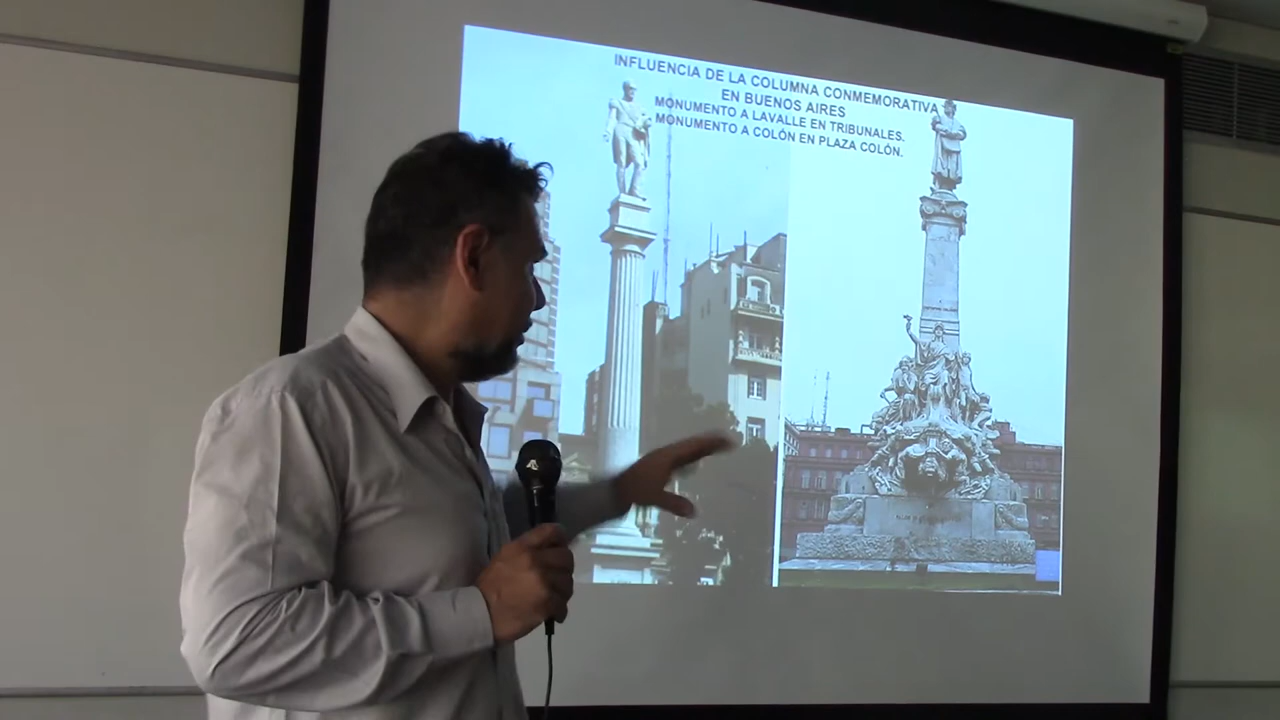 INFLUENCIA DE LA COLUMNA CONMEMORATIVA
EN BUENOS AIRES
MONUMENTO A LAVALLE EN TRIBUNALES.
MONUMENTO A COLÓN EN PLAZA COLÓN.